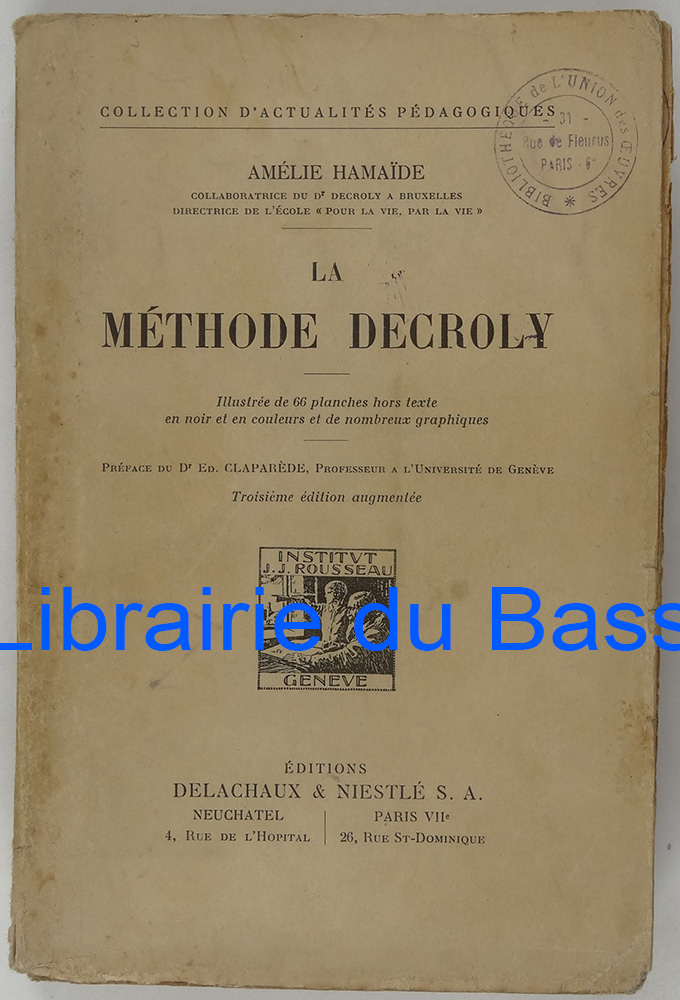 COLLECTION D'ACTUALITÉS PÉDAGOGIQUES
BIBLIOTHEQUE de L'UNION des ŒUVRES *
- 31 -
Rue de Fleurus
PARIS - 6e
AMÉLIE HAMAÏDE
COLLABORATRICE DU Dr DECROLY A BRUXELLES
DIRECTRICE DE L'ÉCOLE « POUR LA VIE, PAR LA VIE »
LA
MÉTHODE DECROLY
Illustrée de 66 planches hors texte
en noir et en couleurs et de nombreux graphiques
PRÉFACE DU Dr ED. CLAPARÈDE, PROFESSEUR A L'UNIVERSITÉ DE GENÈVE
Troisième édition augmentée
INSTITVT
J.J. ROUSSEAU
Librairie du Bass
GENEVE
ÉDITIONS
DELACHAUX & NIESTLÉ S. A.
NEUCHATEL | PARIS VIIe
4, RUE DE L'HOPITAL | 26, RUE ST-DOMINIQUE